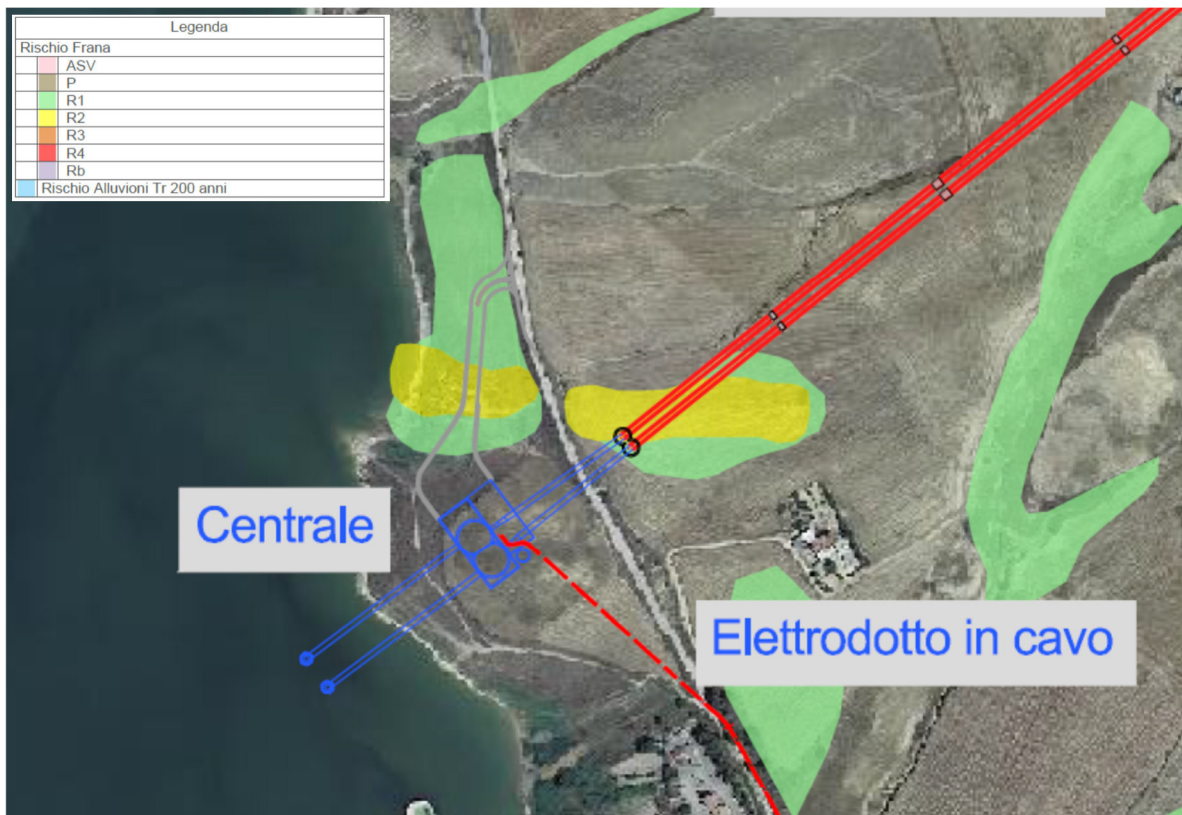 Legenda
Rischio Frana
ASV
P
R1
R2
R3
R4
Rb
Rischio Alluvioni Tr 200 anni
Centrale
Elettrodotto in cavo